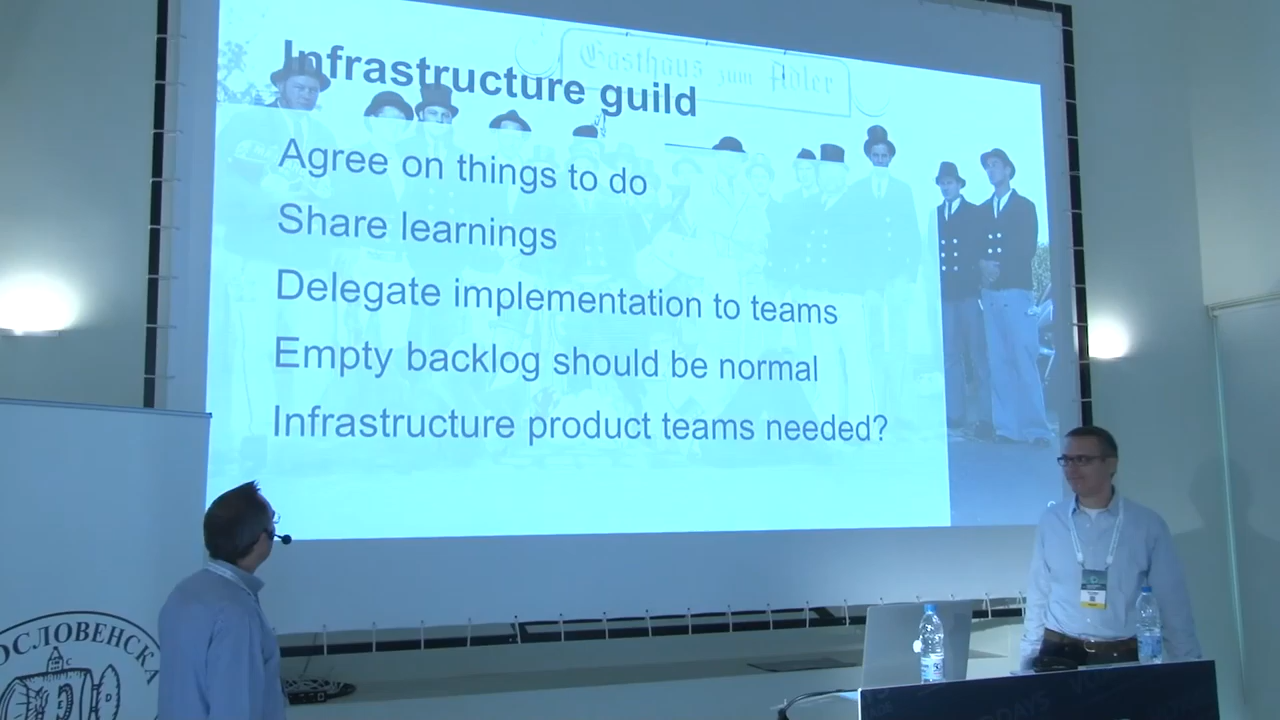 Gasthaus zum Adler
Infrastructure guild
Agree on things to do
Share learnings
Delegate implementation to teams
Empty backlog should be normal
Infrastructure product teams needed?
ОСЛОВЕНСКА
DAYS